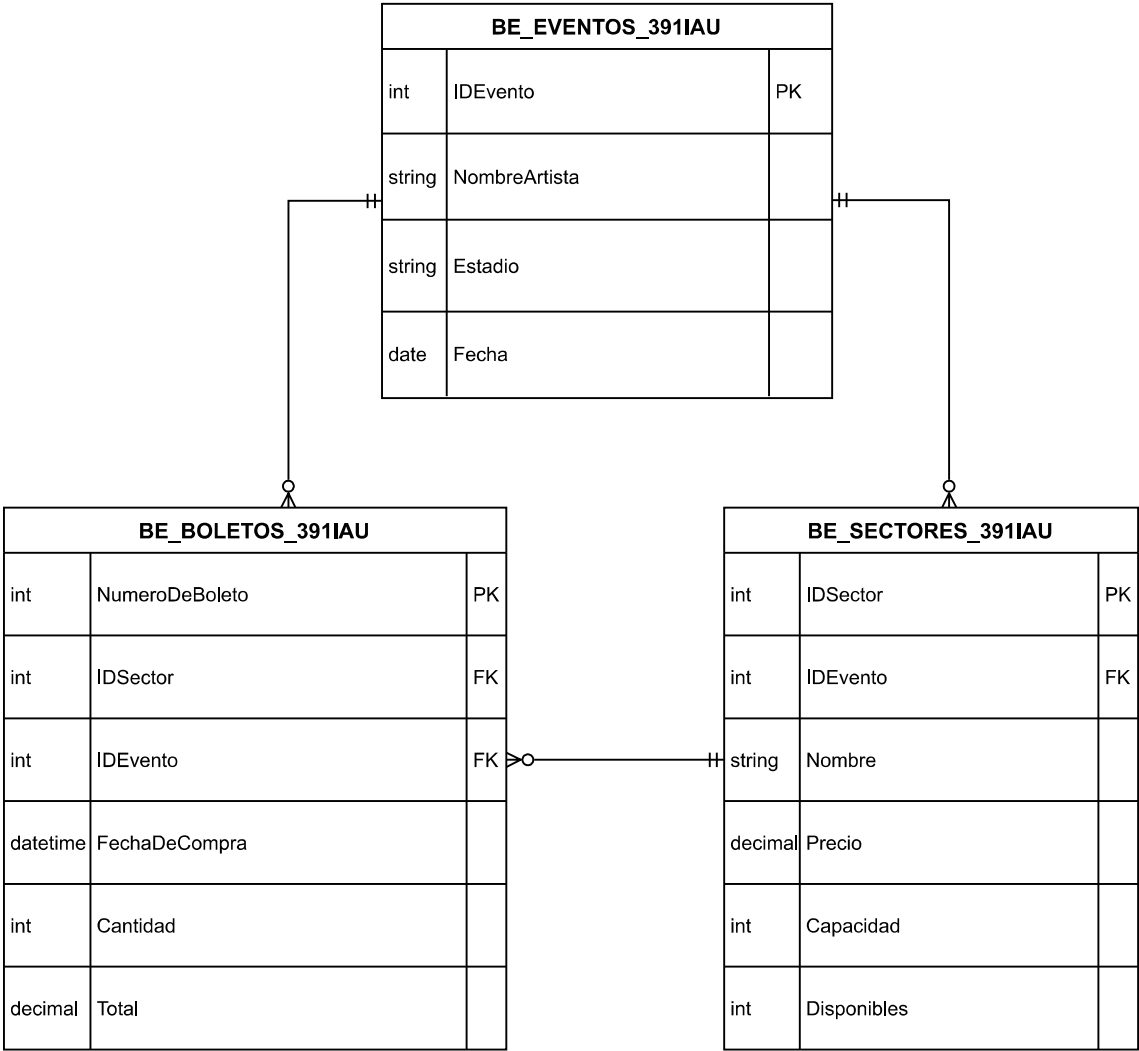 BE_EVENTOS_391IAU
int IDEvento PK
string NombreArtista
string Estadio
date Fecha
BE_BOLETOS_391IAU
int NumeroDeBoleto PK
int IDSector FK
int IDEvento FK
datetime FechaDeCompra
int Cantidad
decimal Total
BE_SECTORES_391IAU
int IDSector PK
int IDEvento FK
string Nombre
decimal Precio
int Capacidad
int Disponibles